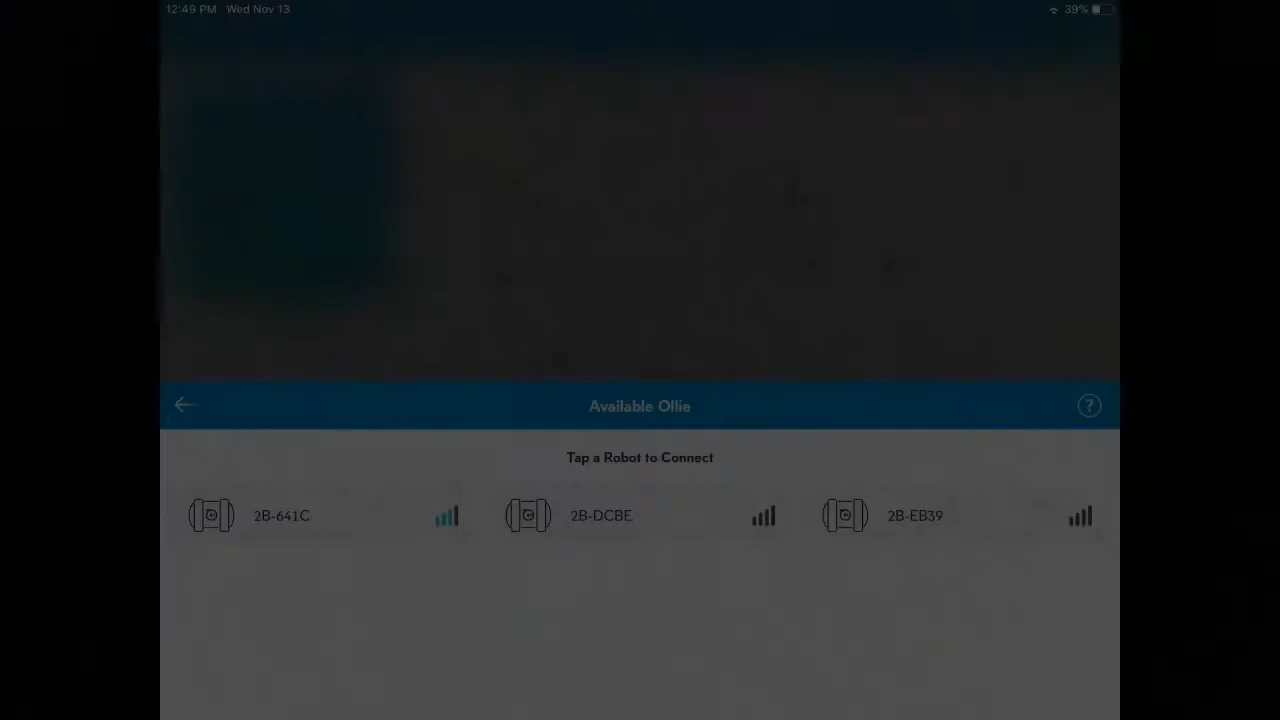 12:49 PM Wed Nov 13 39%
Available Ollie ?
Tap a Robot to Connect
2B-641C 2B-DCBE 2B-EB39